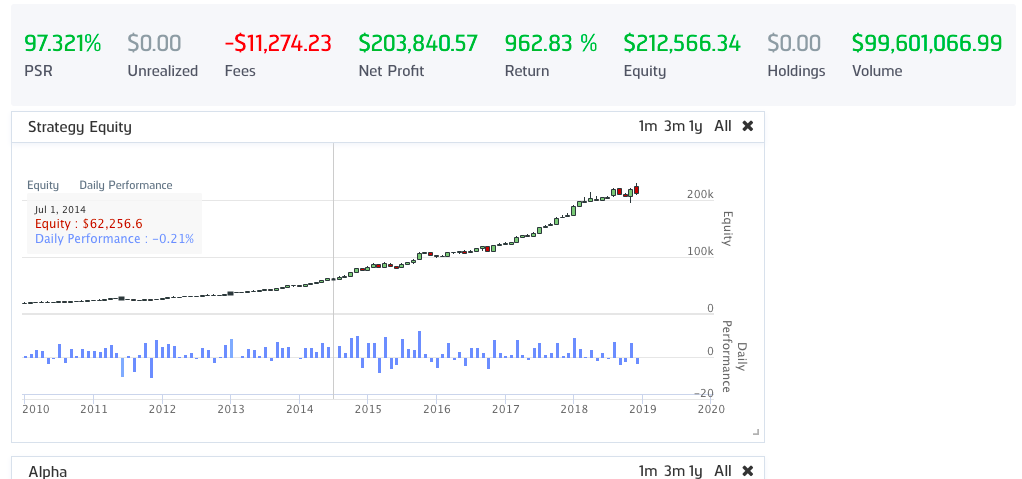 97.321% $0.00 -$11,274.23 $203,840.57 962.83 % $212,566.34 $0.00 $99,601,066.99
PSR Unrealized Fees Net Profit Return Equity Holdings Volume
Strategy Equity 1m 3m 1y All ✖
Equity Daily Performance
Jul 1, 2014
Equity : $62,256.6
Daily Performance : -0.21%
200k
100k
0
Equity
0
-20
Daily
Performance
2010 2011 2012 2013 2014 2015 2016 2017 2018 2019 2020
Alpha 1m 3m 1y All ✖